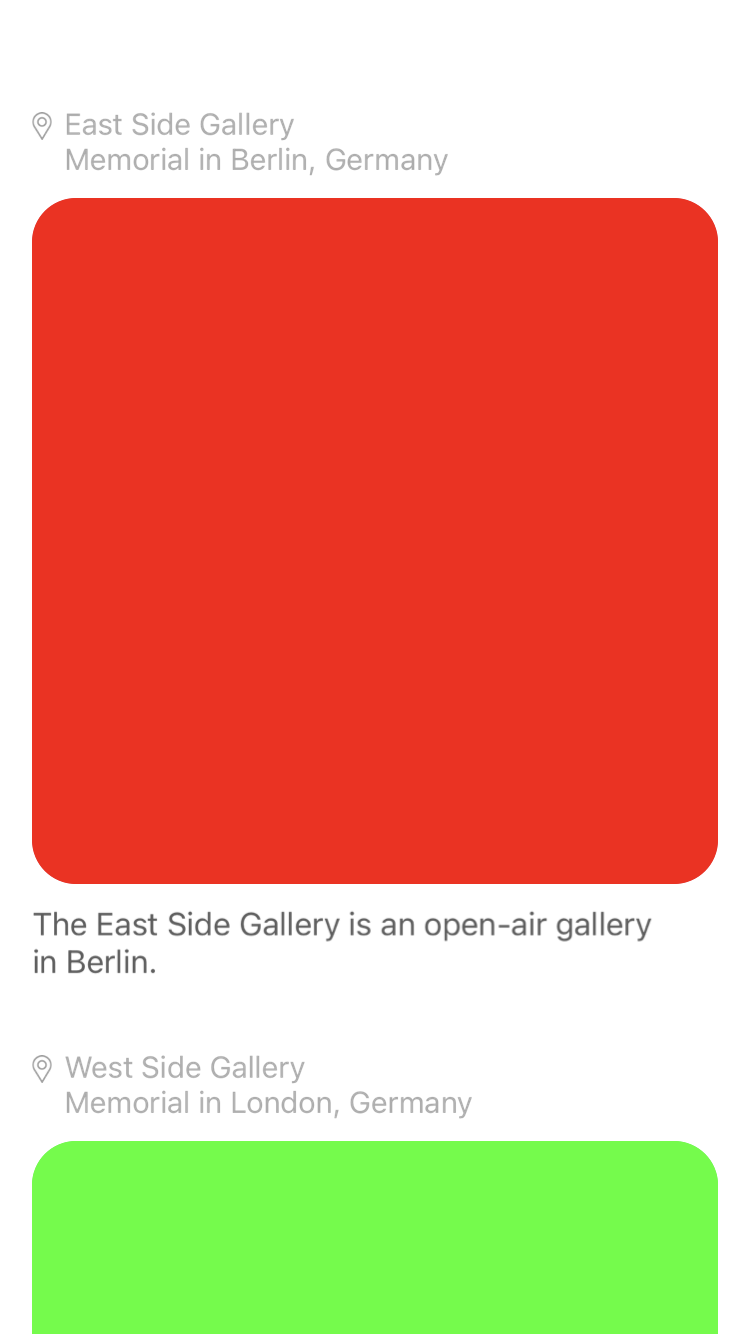 East Side Gallery
Memorial in Berlin, Germany
The East Side Gallery is an open-air gallery
in Berlin.
West Side Gallery
Memorial in London, Germany